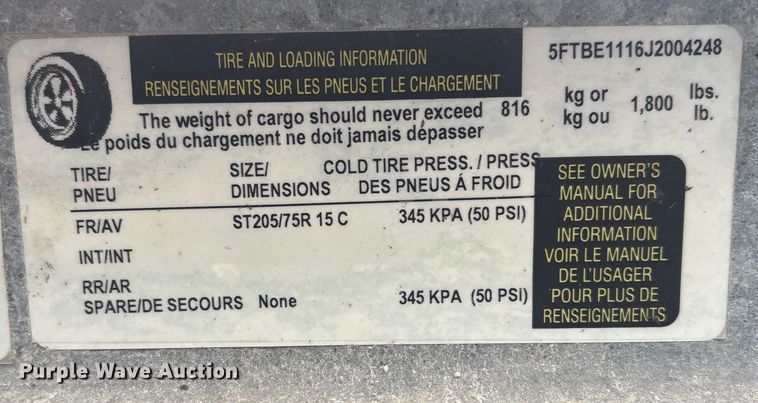 TIRE AND LOADING INFORMATION
RENSEIGNEMENTS SUR LES PNEUS ET LE CHARGEMENT
5FTBE1116J2004248
The weight of cargo should never exceed 816 kg or 1,800 lbs.
Le poids du chargement ne doit jamais dépasser kg ou lb.
TIRE/ SIZE/ COLD TIRE PRESS. / PRESS
PNEU DIMENSIONS DES PNEUS Á FROID
FR/AV ST205/75R 15 C 345 KPA (50 PSI)
INT/INT
RR/AR
SPARE/DE SECOURS None 345 KPA (50 PSI)
SEE OWNER'S
MANUAL FOR
ADDITIONAL
INFORMATION
VOIR LE MANUEL
DE L'USAGER
POUR PLUS DE
RENSEIGNEMENTS
Purple Wave Auction